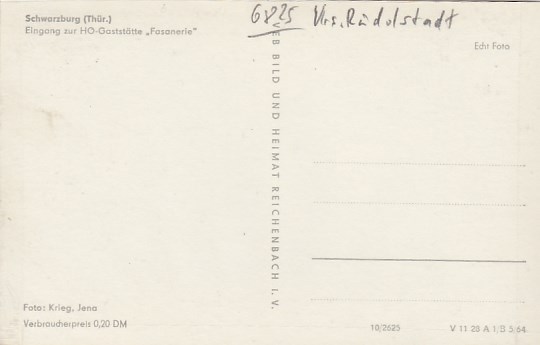 Schwarzburg (Thür.)
Eingang zur HO-Gaststätte „Fasanerie"
6825 Krs. Rudolstadt
Echt Foto
VEB BILD UND HEIMAT REICHENBACH I. V.
Foto: Krieg, Jena
Verbraucherpreis 0,20 DM
10/2625
V 11 28 A 1/B 5 64